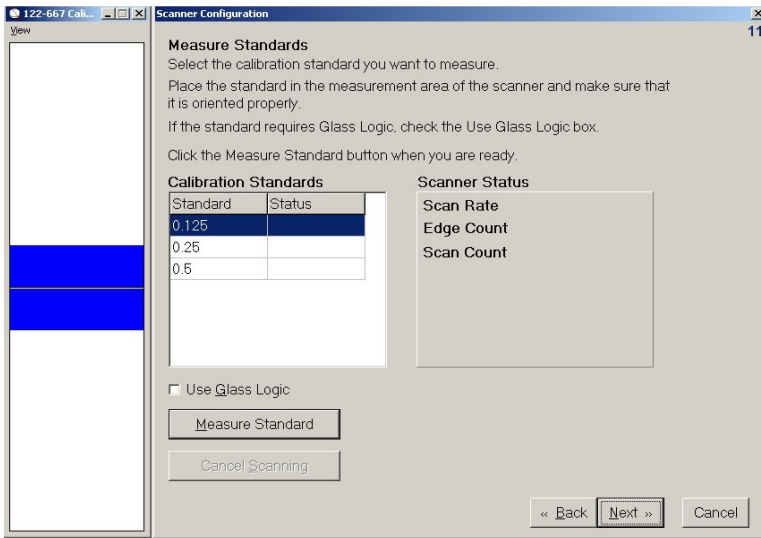 122-667 Cali...
View
Scanner Configuration
11
Measure Standards
Select the calibration standard you want to measure.
Place the standard in the measurement area of the scanner and make sure that
it is oriented properly.
If the standard requires Glass Logic, check the Use Glass Logic box.
Click the Measure Standard button when you are ready.
Calibration Standards
Standard Status
0.125
0.25
0.5
Scanner Status
Scan Rate
Edge Count
Scan Count
Use Glass Logic
Measure Standard
Cancel Scanning
« Back Next » Cancel